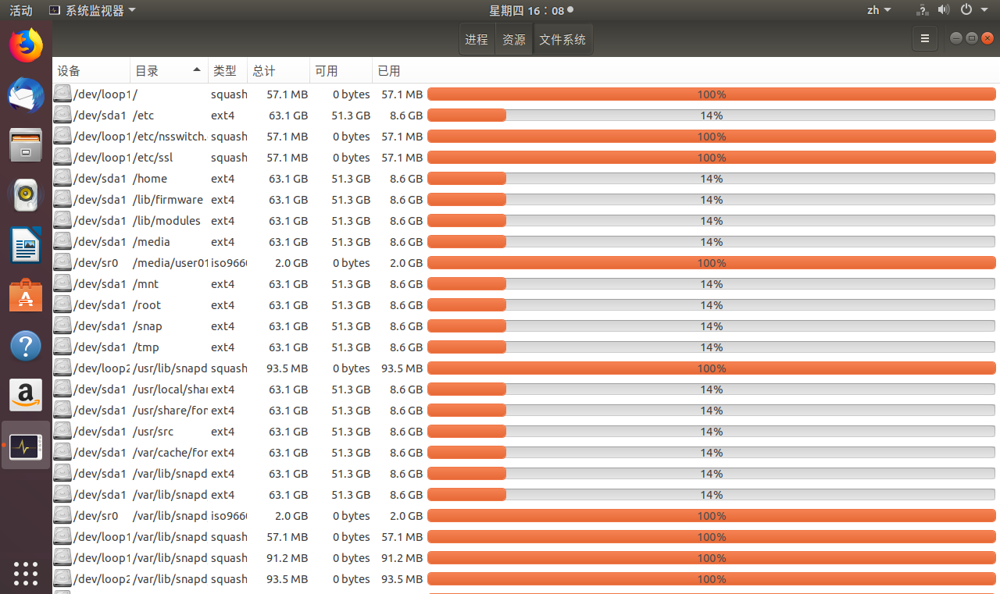 活动 系统监视器 星期四 16：08 zh
进程 资源 文件系统
设备 目录 类型 总计 可用 已用
/dev/loop1 / squash 57.1 MB 0 bytes 57.1 MB 100%
/dev/sda1 /etc ext4 63.1 GB 51.3 GB 8.6 GB 14%
/dev/loop1 /etc/nsswitch. squash 57.1 MB 0 bytes 57.1 MB 100%
/dev/loop1 /etc/ssl squash 57.1 MB 0 bytes 57.1 MB 100%
/dev/sda1 /home ext4 63.1 GB 51.3 GB 8.6 GB 14%
/dev/sda1 /lib/firmware ext4 63.1 GB 51.3 GB 8.6 GB 14%
/dev/sda1 /lib/modules ext4 63.1 GB 51.3 GB 8.6 GB 14%
/dev/sda1 /media ext4 63.1 GB 51.3 GB 8.6 GB 14%
/dev/sr0 /media/user01 iso9660 2.0 GB 0 bytes 2.0 GB 100%
/dev/sda1 /mnt ext4 63.1 GB 51.3 GB 8.6 GB 14%
/dev/sda1 /root ext4 63.1 GB 51.3 GB 8.6 GB 14%
/dev/sda1 /snap ext4 63.1 GB 51.3 GB 8.6 GB 14%
/dev/sda1 /tmp ext4 63.1 GB 51.3 GB 8.6 GB 14%
/dev/loop2 /usr/lib/snapd squash 93.5 MB 0 bytes 93.5 MB 100%
/dev/sda1 /usr/local/shar ext4 63.1 GB 51.3 GB 8.6 GB 14%
/dev/sda1 /usr/share/for ext4 63.1 GB 51.3 GB 8.6 GB 14%
/dev/sda1 /usr/src ext4 63.1 GB 51.3 GB 8.6 GB 14%
/dev/sda1 /var/cache/for ext4 63.1 GB 51.3 GB 8.6 GB 14%
/dev/sda1 /var/lib/snapd ext4 63.1 GB 51.3 GB 8.6 GB 14%
/dev/sda1 /var/lib/snapd ext4 63.1 GB 51.3 GB 8.6 GB 14%
/dev/sr0 /var/lib/snapd iso9660 2.0 GB 0 bytes 2.0 GB 100%
/dev/loop1 /var/lib/snapd squash 57.1 MB 0 bytes 57.1 MB 100%
/dev/loop1 /var/lib/snapd squash 91.2 MB 0 bytes 91.2 MB 100%
/dev/loop2 /var/lib/snapd squash 93.5 MB 0 bytes 93.5 MB 100%